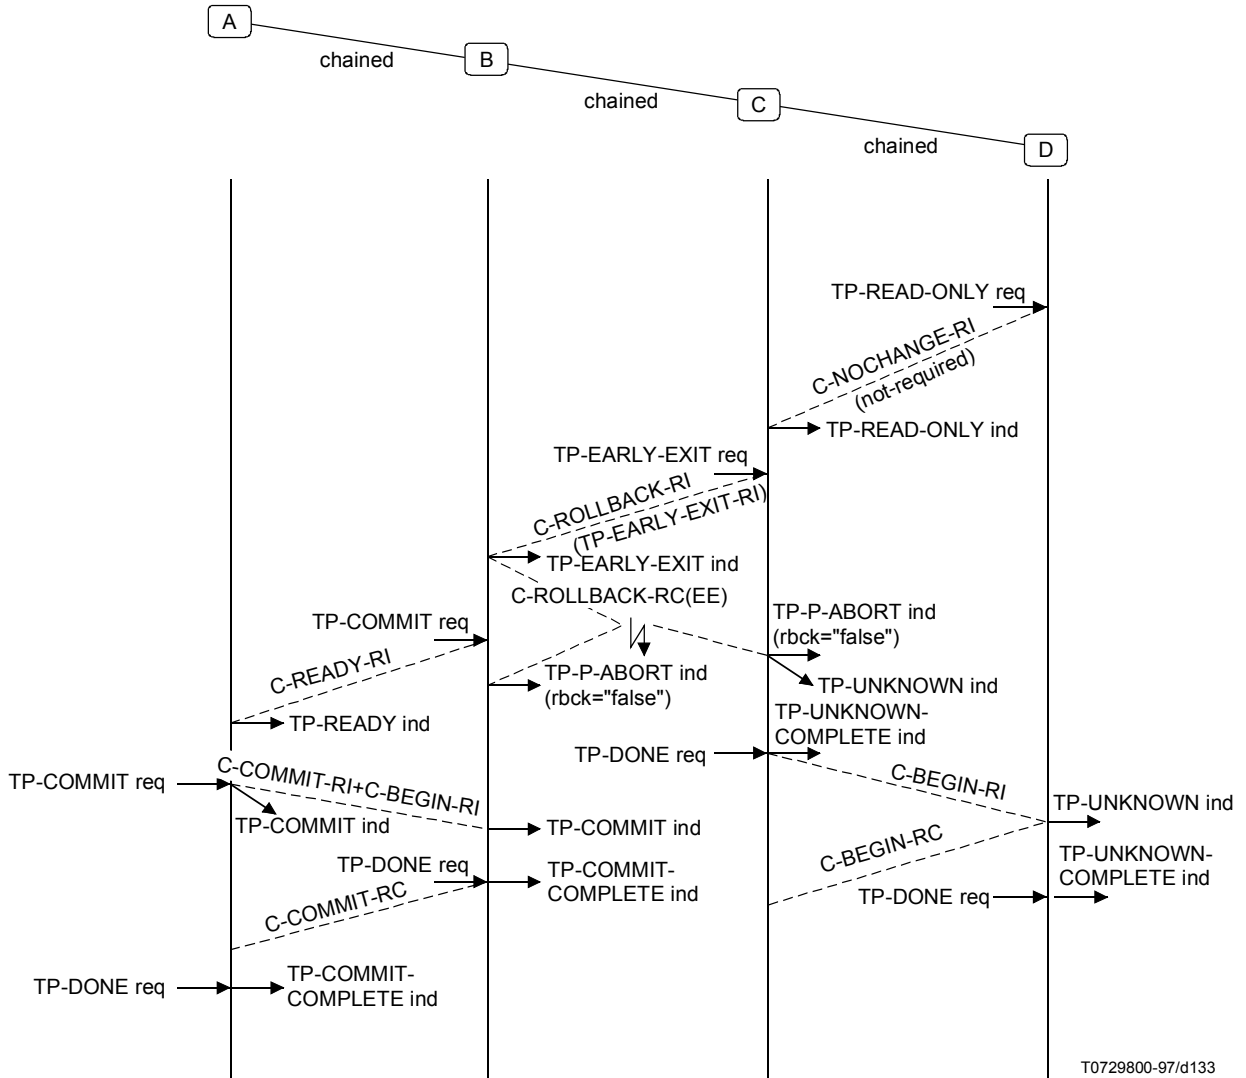 A
chained
B
chained
C
chained
D
TP-READ-ONLY req
C-NOCHANGE-RI
(not-required)
TP-READ-ONLY ind
TP-EARLY-EXIT req
C-ROLLBACK-RI
(TP-EARLY-EXIT-RI)
TP-EARLY-EXIT ind
C-ROLLBACK-RC(EE)
TP-COMMIT req
TP-P-ABORT ind
(rbck="false")
C-READY-RI
TP-P-ABORT ind
(rbck="false")
TP-UNKNOWN ind
TP-READY ind
TP-UNKNOWN-
COMPLETE ind
TP-DONE req
C-BEGIN-RI
TP-COMMIT req
C-COMMIT-RI+C-BEGIN-RI
TP-COMMIT ind
TP-COMMIT ind
TP-UNKNOWN ind
C-BEGIN-RC
TP-DONE req
TP-COMMIT-
COMPLETE ind
TP-UNKNOWN-
COMPLETE ind
TP-DONE req
C-COMMIT-RC
TP-DONE req
TP-COMMIT-
COMPLETE ind
T0729800-97/d133